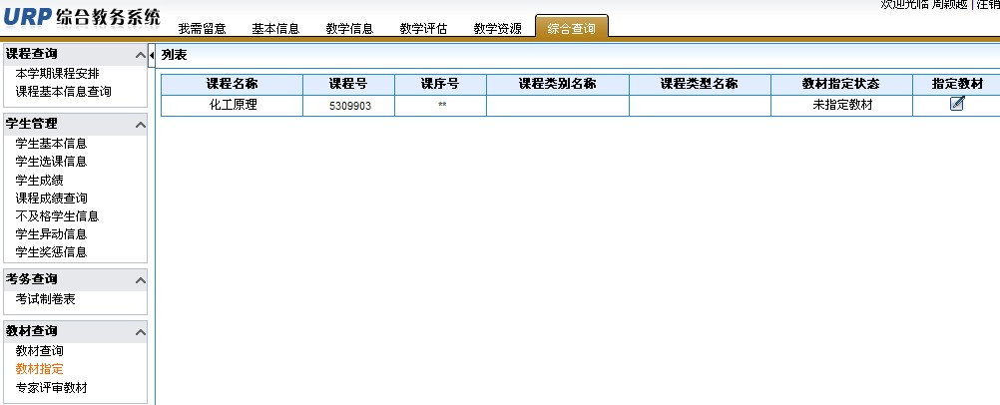 URP综合教务系统
欢迎光临 周颖越 | 注销
我需留意 基本信息 教学信息 教学评估 教学资源 综合查询
课程查询
本学期课程安排
课程基本信息查询
学生管理
学生基本信息
学生选课信息
学生成绩
课程成绩查询
不及格学生信息
学生异动信息
学生奖惩信息
考务查询
考试制卷表
教材查询
教材查询
教材指定
专家评审教材
列表
课程名称 课程号 课序号 课程类别名称 课程类型名称 教材指定状态 指定教材
化工原理 5309903 ** 未指定教材